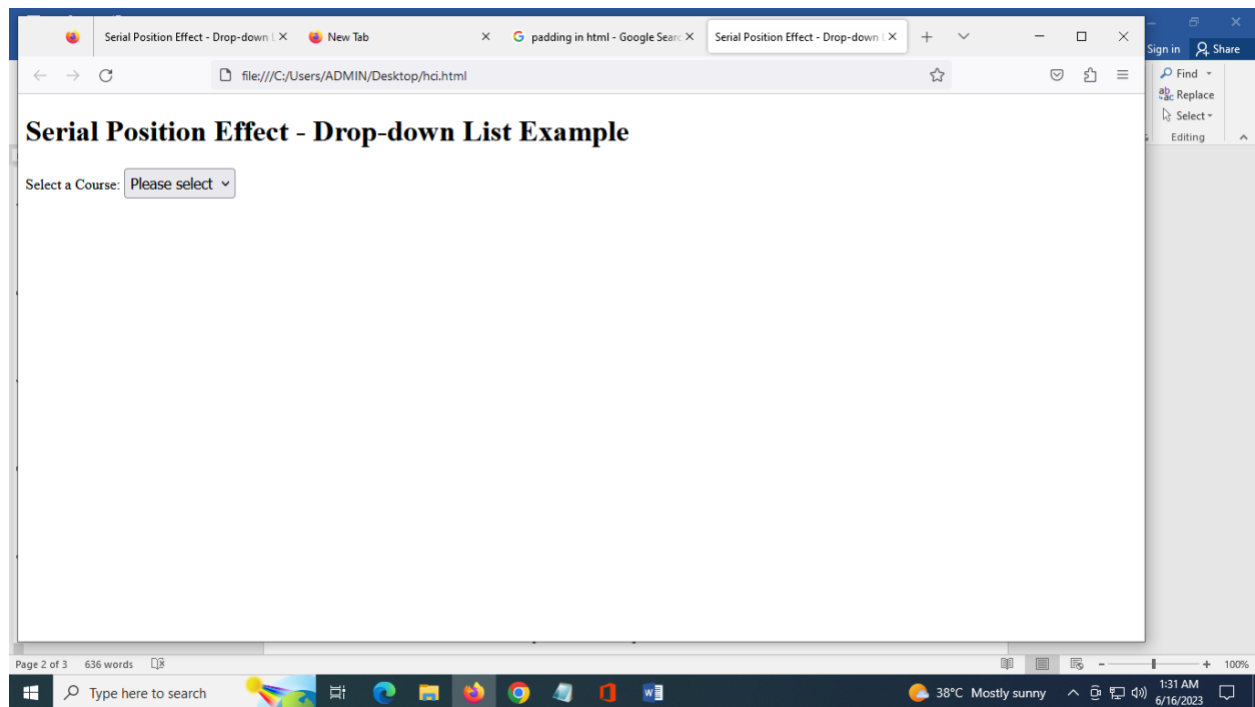 Serial Position Effect - Drop-down L
New Tab
padding in html - Google Searc
Serial Position Effect - Drop-down L
Sign in Share
file:///C:/Users/ADMIN/Desktop/hci.html
Find
Replace
Select
Editing
Serial Position Effect - Drop-down List Example
Select a Course: Please select
Page 2 of 3 636 words
100%
Type here to search
38°C Mostly sunny
1:31 AM
6/16/2023